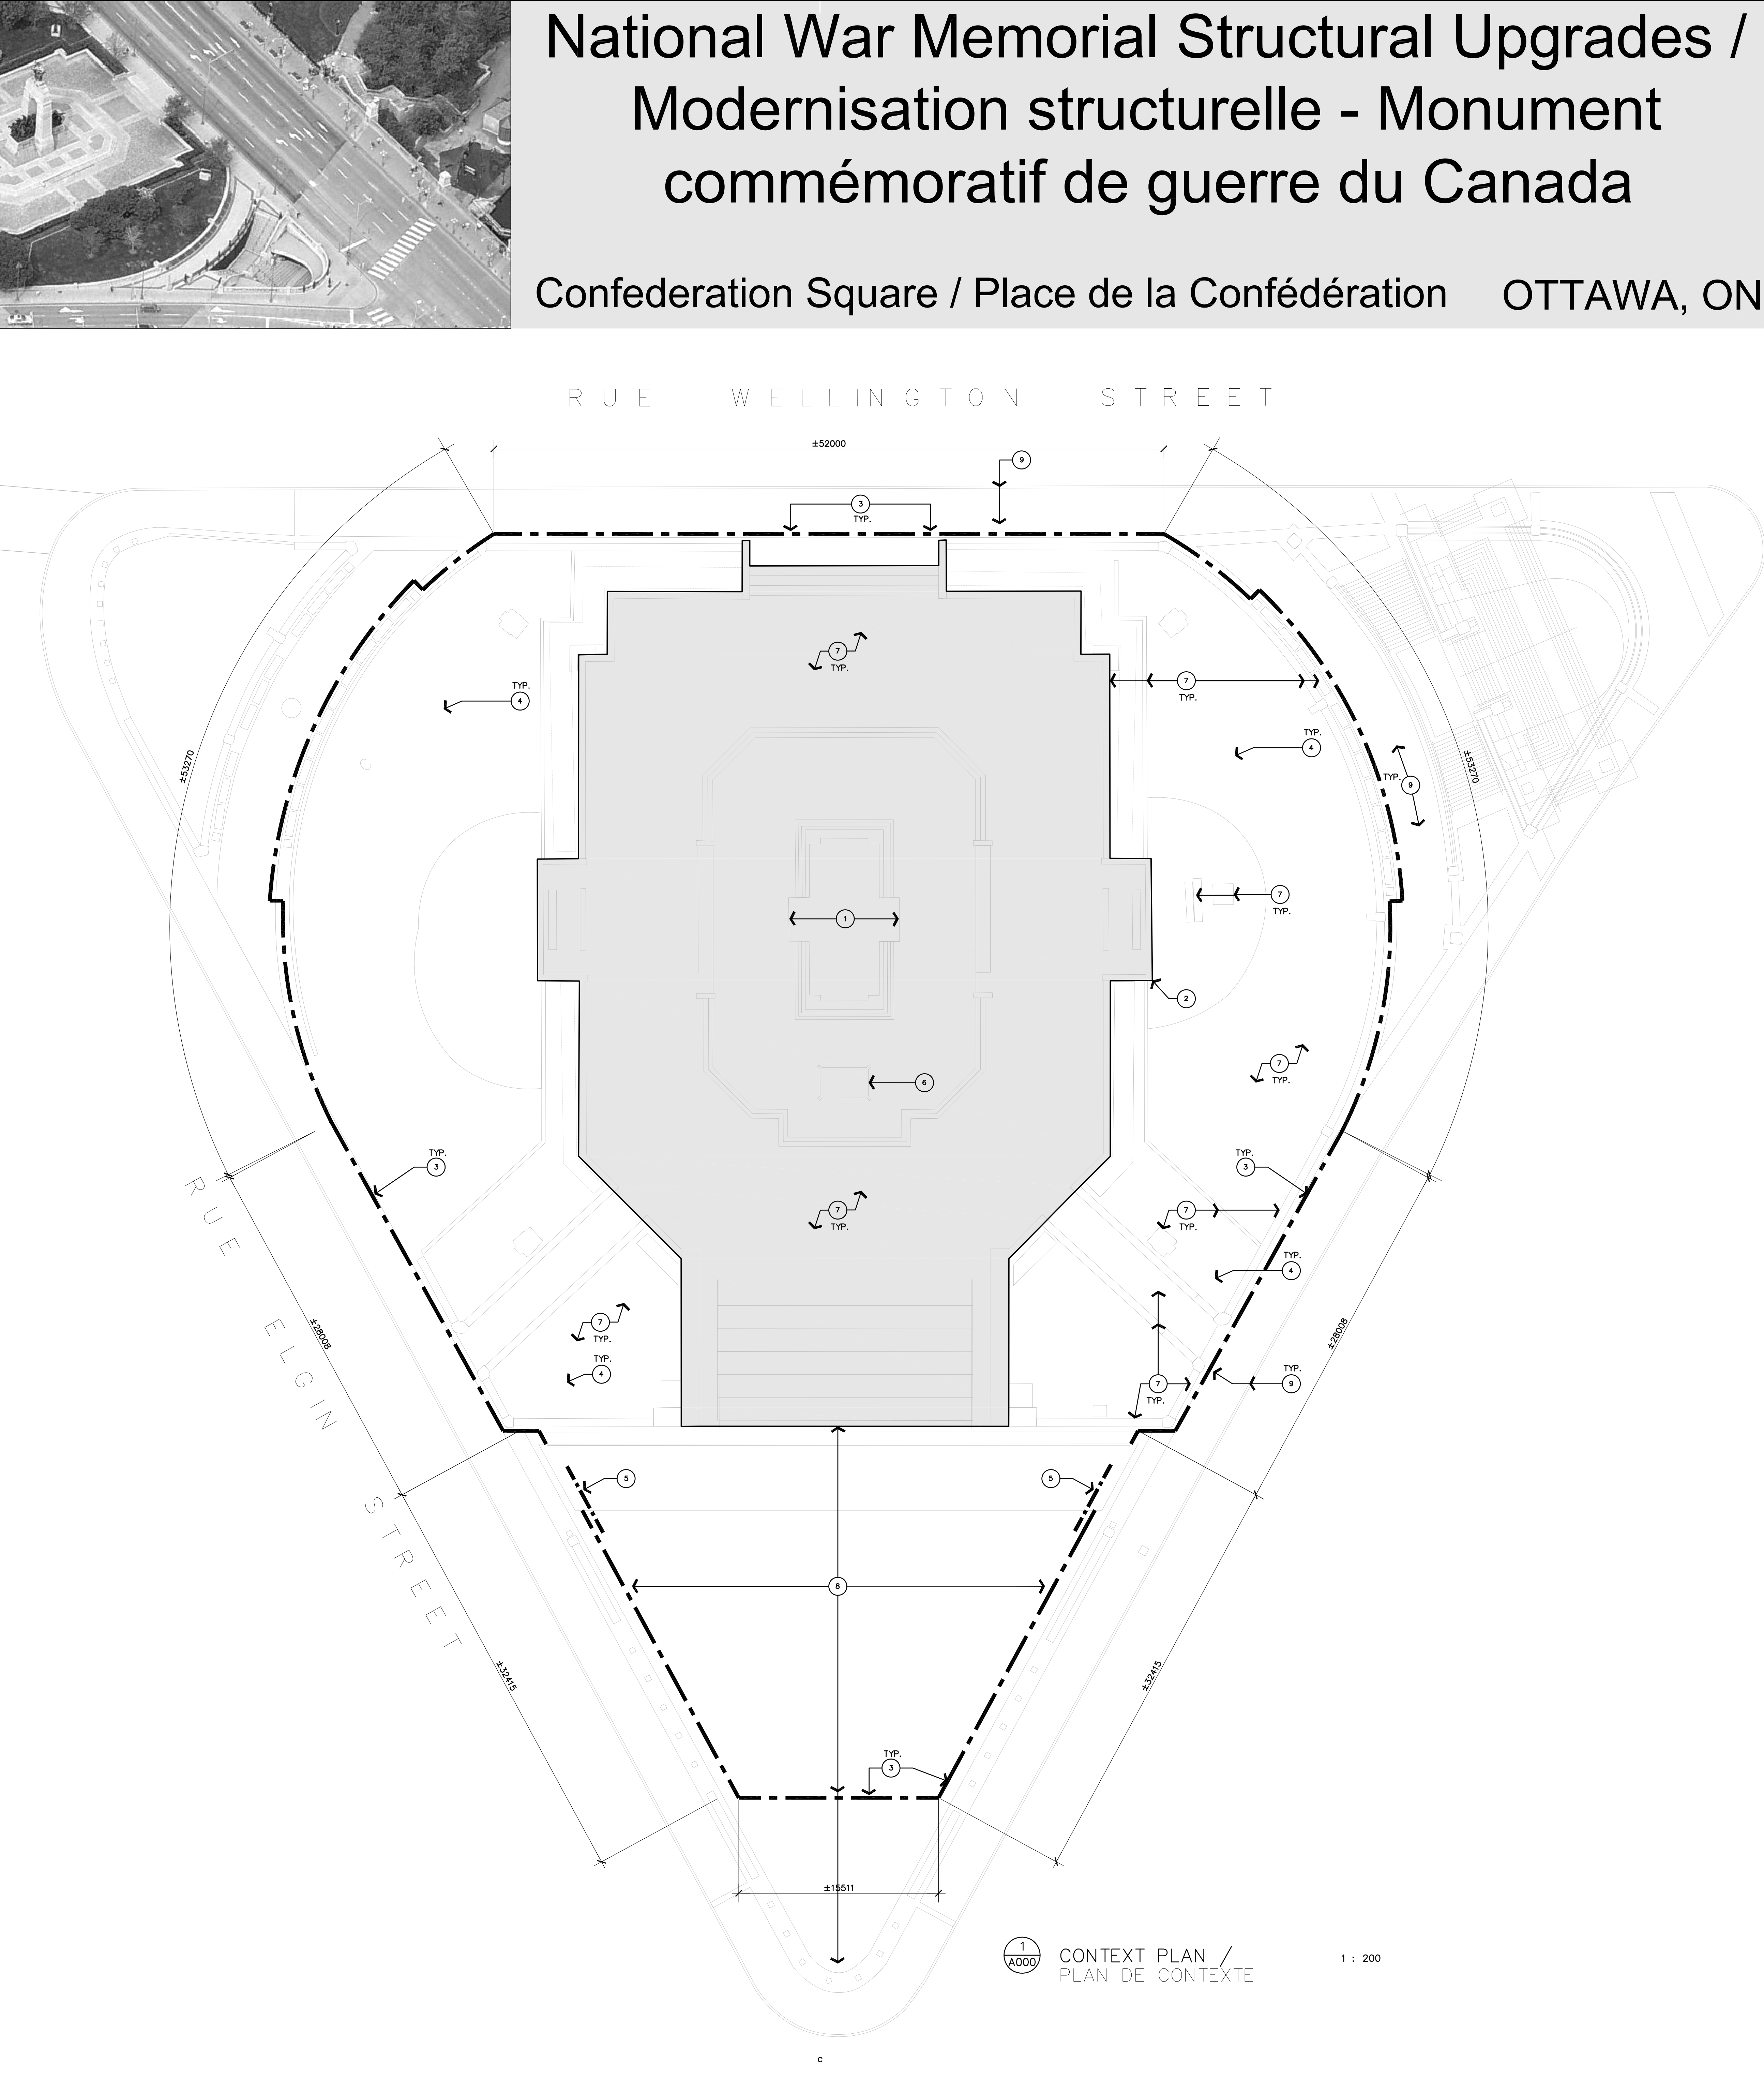 National War Memorial Structural Upgrades /
Modernisation structurelle - Monument
commémoratif de guerre du Canada
Confederation Square / Place de la Confédération OTTAWA, ON
RUE WELLINGTON STREET
±52000
9
3
TYP.
7
TYP.
TYP.
4
7
TYP.
TYP.
4
±53270
±53270
TYP.
9
7
TYP.
1
2
7
TYP.
6
TYP.
3
TYP.
3
7
TYP.
7
TYP.
RUE ELGIN STREET
TYP.
4
7
TYP.
±28008
±28008
TYP.
4
7
TYP.
TYP.
9
5
5
8
±32415
±32415
TYP.
3
±15511
1
A000
CONTEXT PLAN /
PLAN DE CONTEXTE
1 : 200
C